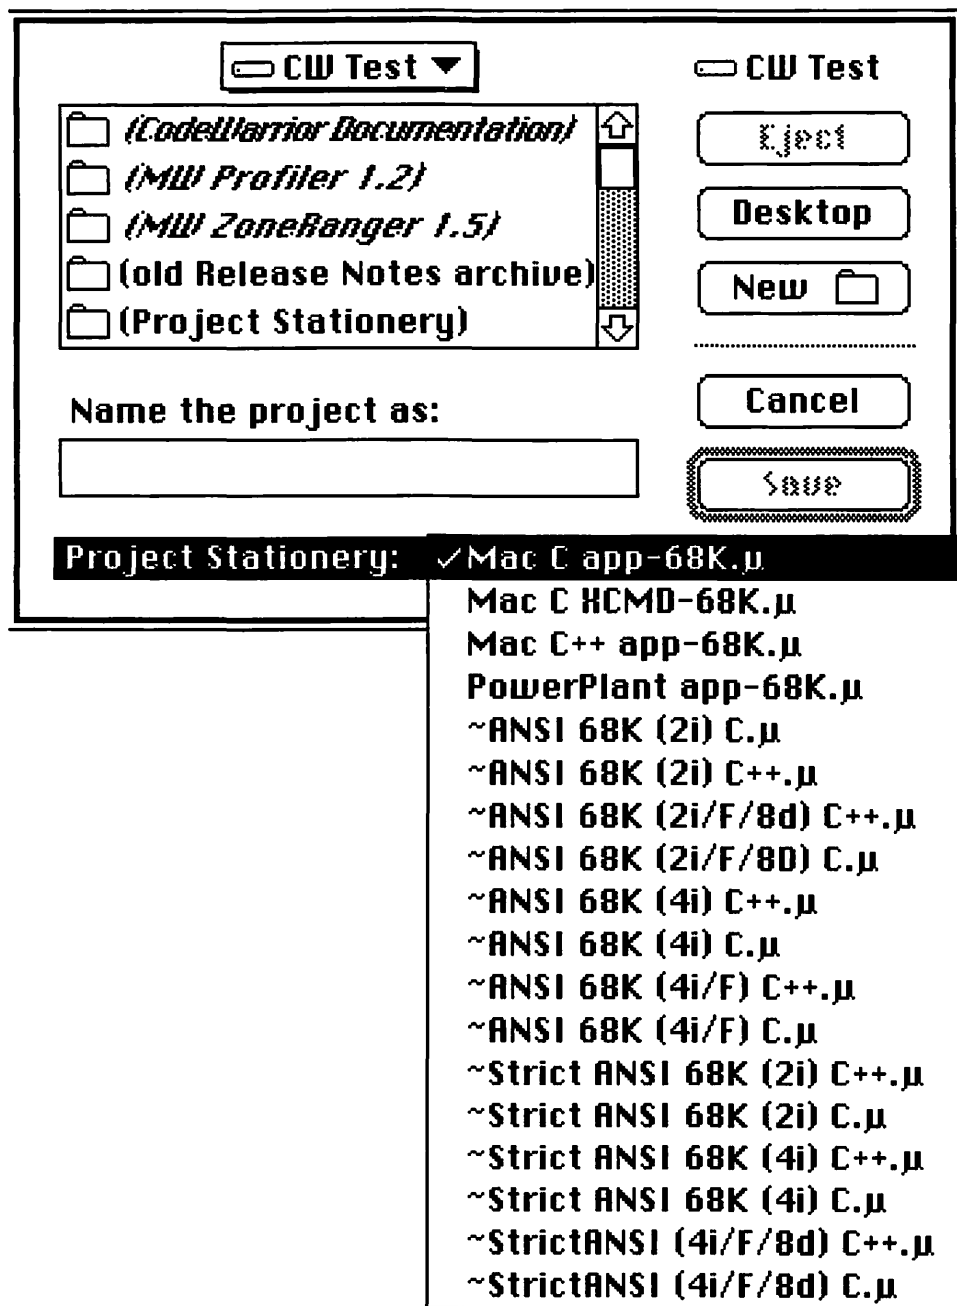 CW Test
CW Test
(CodeWarrior Documentation)
(MW Profiler 1.2)
(MW ZoneRanger 1.5)
(old Release Notes archive)
(Project Stationery)
Eject
Desktop
New
Cancel
Save
Name the project as:
Project Stationery: ✓Mac C app-68K.µ
Mac C XCMD-68K.µ
Mac C++ app-68K.µ
PowerPlant app-68K.µ
~ANSI 68K (2i) C.µ
~ANSI 68K (2i) C++.µ
~ANSI 68K (2i/F/8d) C++.µ
~ANSI 68K (2i/F/8D) C.µ
~ANSI 68K (4i) C++.µ
~ANSI 68K (4i) C.µ
~ANSI 68K (4i/F) C++.µ
~ANSI 68K (4i/F) C.µ
~Strict ANSI 68K (2i) C++.µ
~Strict ANSI 68K (2i) C.µ
~Strict ANSI 68K (4i) C++.µ
~Strict ANSI 68K (4i) C.µ
~StrictANSI (4i/F/8d) C++.µ
~StrictANSI (4i/F/8d) C.µ